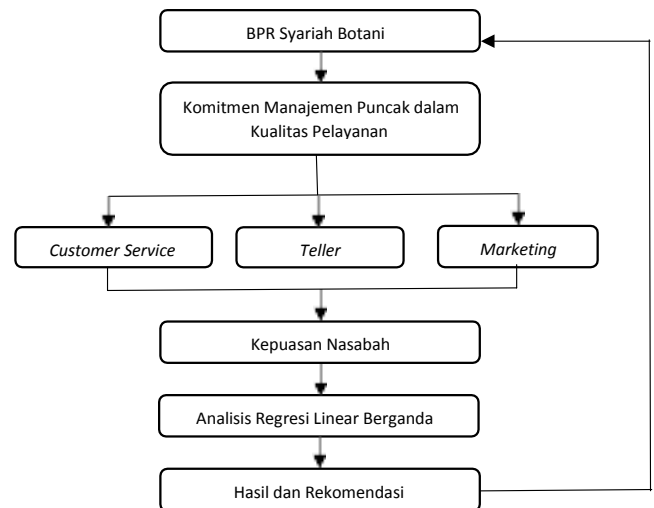 BPR Syariah Botani
Komitmen Manajemen Puncak dalam
Kualitas Pelayanan
Customer Service
Teller
Marketing
Kepuasan Nasabah
Analisis Regresi Linear Berganda
Hasil dan Rekomendasi